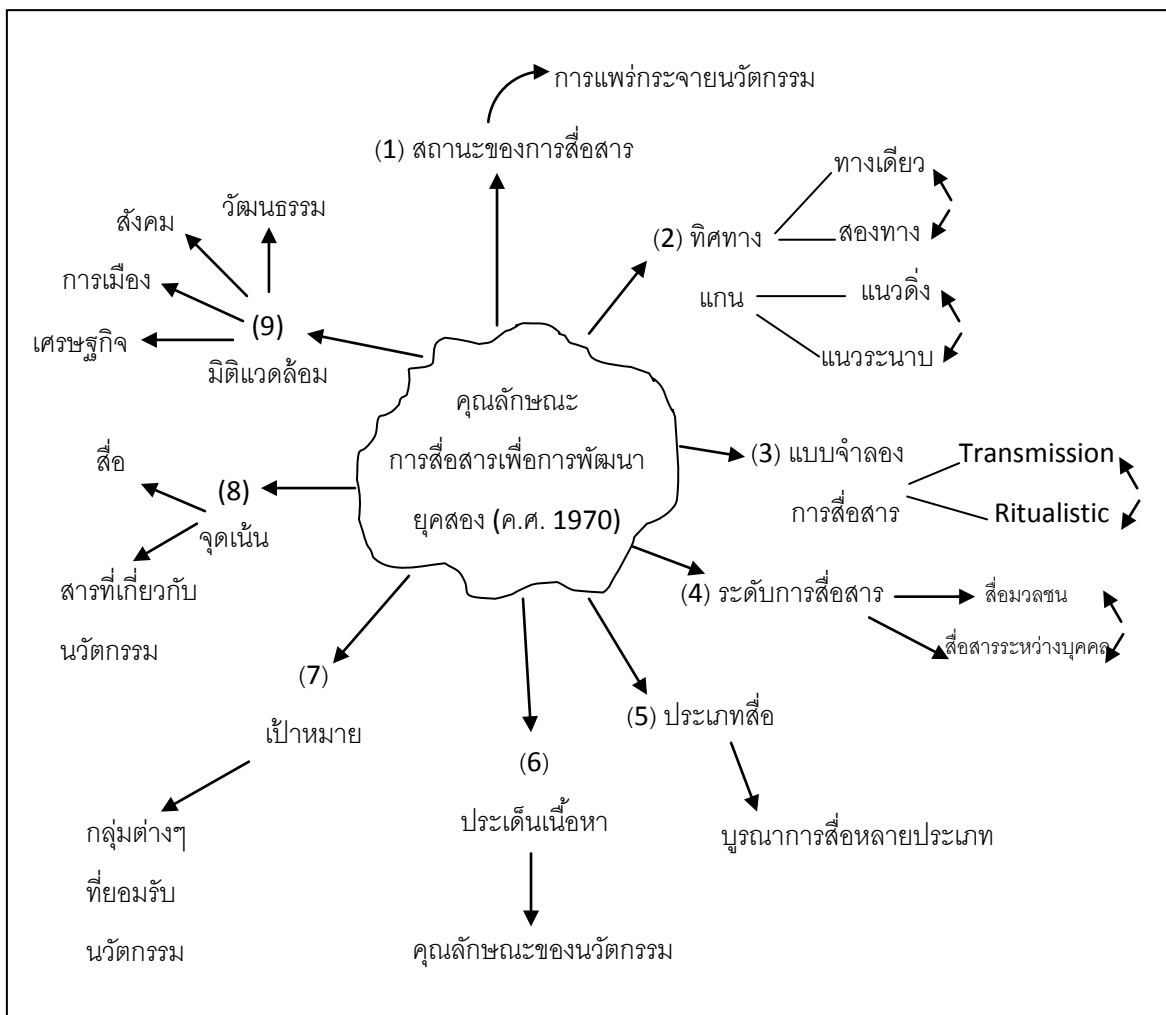 การแพร่กระจายนวัตกรรม
(1) สถานะของการสื่อสาร
ทางเดียว
(2) ทิศทาง
สองทาง
แกน
แนวดิ่ง
แนวระนาบ
(3) แบบจำลอง
การสื่อสาร
Transmission
Ritualistic
(4) ระดับการสื่อสาร
สื่อมวลชน
สื่อสารระหว่างบุคคล
(5) ประเภทสื่อ
บูรณาการสื่อหลายประเภท
(6)
ประเด็นเนื้อหา
คุณลักษณะของนวัตกรรม
(7)
เป้าหมาย
กลุ่มต่างๆ
ที่ยอมรับ
นวัตกรรม
(8)
จุดเน้น
สื่อ
สารที่เกี่ยวกับ
นวัตกรรม
(9)
มิติแวดล้อม
วัฒนธรรม
สังคม
การเมือง
เศรษฐกิจ
คุณลักษณะ
การสื่อสารเพื่อการพัฒนา
ยุคสอง (ค.ศ. 1970)